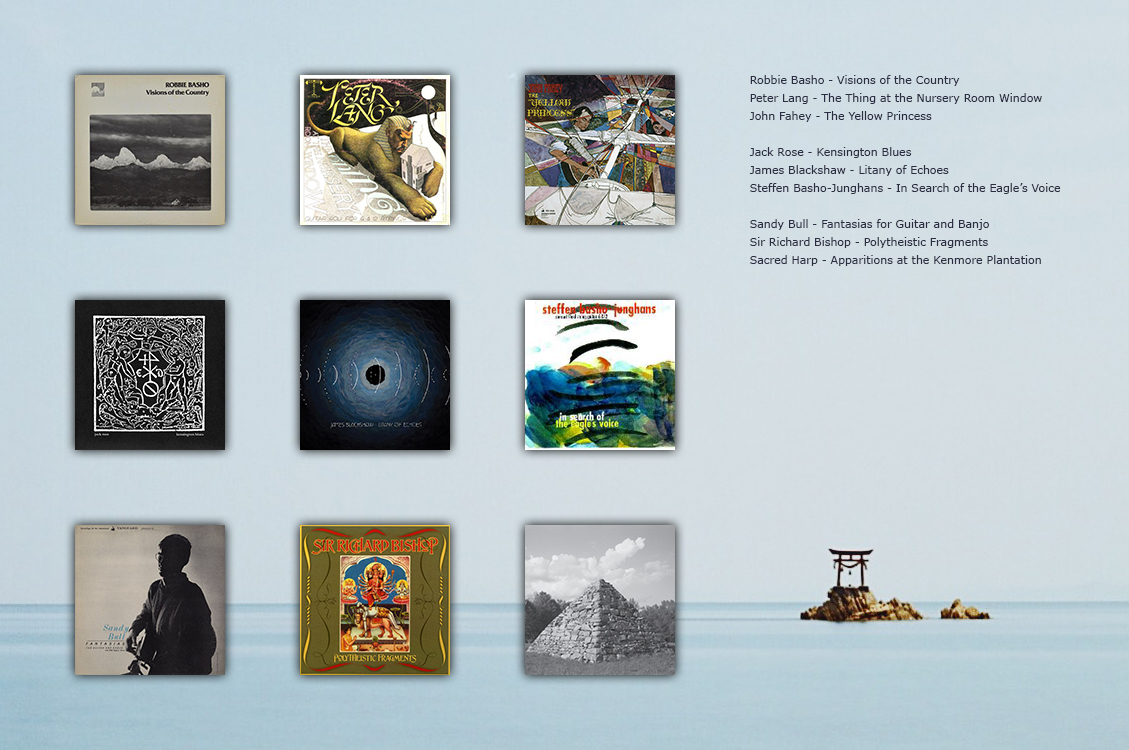 ROBBIE BASHO
Visions of the Country
PETER LANG
THE YELLOW PRINCESS
Robbie Basho - Visions of the Country
Peter Lang - The Thing at the Nursery Room Window
John Fahey - The Yellow Princess
Jack Rose - Kensington Blues
James Blackshaw - Litany of Echoes
Steffen Basho-Junghans - In Search of the Eagle’s Voice
Sandy Bull - Fantasias for Guitar and Banjo
Sir Richard Bishop - Polytheistic Fragments
Sacred Harp - Apparitions at the Kenmore Plantation
jack rose
kensington blues
JAMES BLACKSHAW - LITANY OF ECHOES
steffen basho-junghans
in search of
the eagles voice
VANGUARD
Sandy
Bull
FANTASIAS
SIR RICHARD BISHOP
POLYTHEISTIC FRAGMENTS